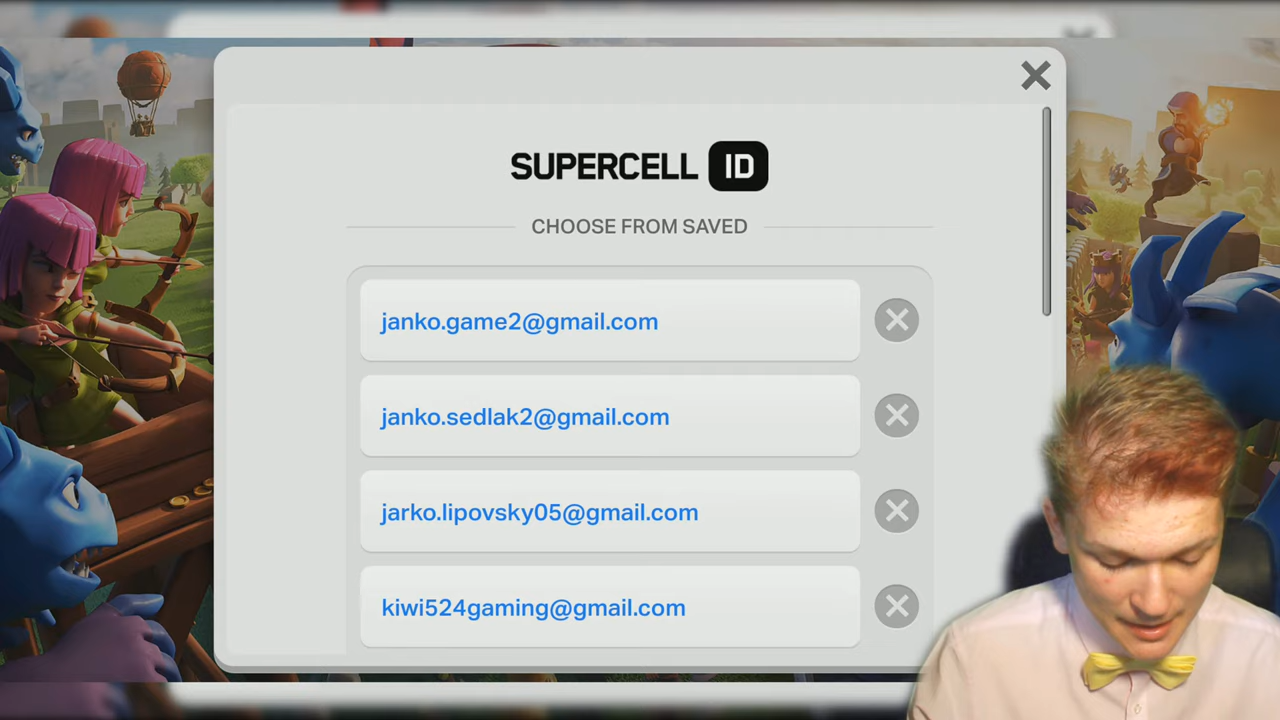 SUPERCELL ID
CHOOSE FROM SAVED
janko.game2@gmail.com
janko.sedlak2@gmail.com
jarko.lipovsky05@gmail.com
kiwi524gaming@gmail.com